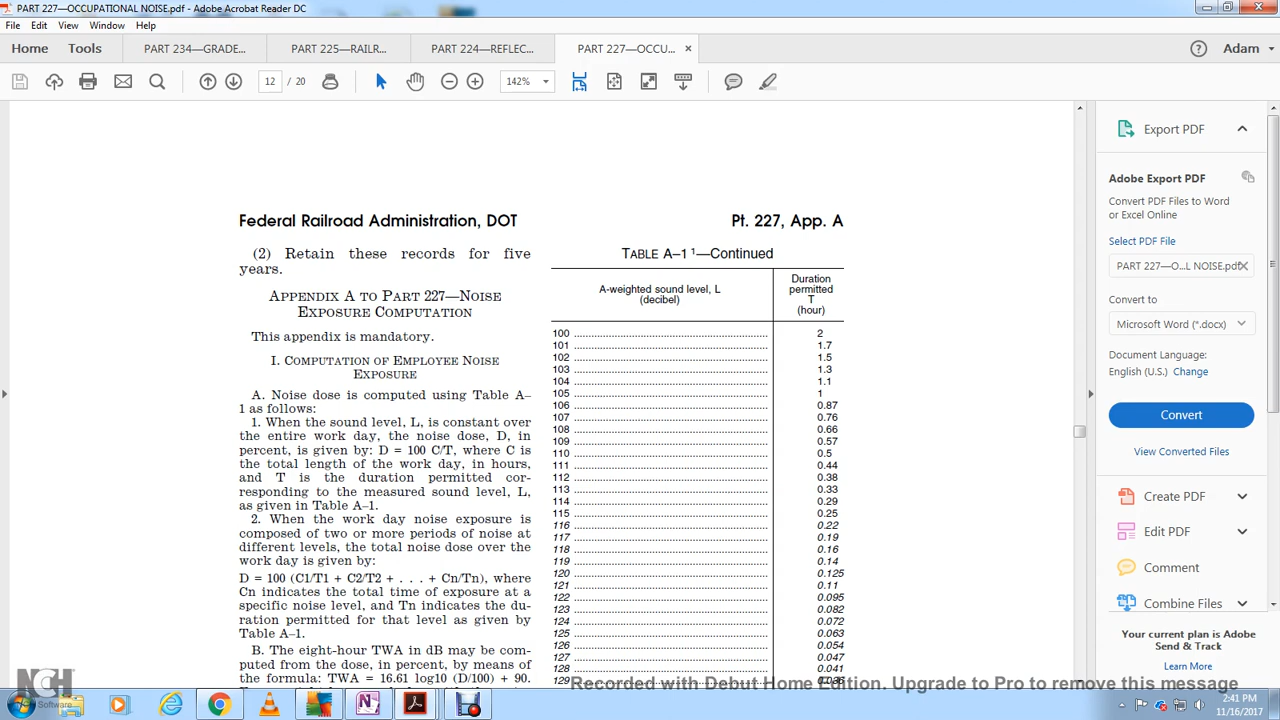 PART 227—OCCUPATIONAL NOISE.pdf - Adobe Acrobat Reader DC
File Edit View Window Help
Home Tools PART 234—GRADE... PART 225—RAILR... PART 224—REFLEC... PART 227—OCCU... × Adam
12 / 20 142%
Federal Railroad Administration, DOT
Pt. 227, App. A
(2) Retain these records for five
years.
APPENDIX A TO PART 227—NOISE
EXPOSURE COMPUTATION
This appendix is mandatory.
I. COMPUTATION OF EMPLOYEE NOISE
EXPOSURE
A. Noise dose is computed using Table A–
1 as follows:
1. When the sound level, L, is constant over
the entire work day, the noise dose, D, in
percent, is given by: D = 100 C/T, where C is
the total length of the work day, in hours,
and T is the duration permitted cor-
responding to the measured sound level, L,
as given in Table A–1.
2. When the work day noise exposure is
composed of two or more periods of noise at
different levels, the total noise dose over the
work day is given by:
D = 100 (C1/T1 + C2/T2 + . . . + Cn/Tn), where
Cn indicates the total time of exposure at a
specific noise level, and Tn indicates the du-
ration permitted for that level as given by
Table A–1.
B. The eight-hour TWA in dB may be com-
puted from the dose, in percent, by means of
the formula: TWA = 16.61 log10 (D/100) + 90.
TABLE A–1 1—Continued
A-weighted sound level, L
(decibel)
Duration
permitted
T
(hour)
100 2
101 1.7
102 1.5
103 1.3
104 1.1
105 1
106 0.87
107 0.76
108 0.66
109 0.57
110 0.5
111 0.44
112 0.38
113 0.33
114 0.29
115 0.25
116 0.22
117 0.19
118 0.16
119 0.14
120 0.125
121 0.11
122 0.095
123 0.082
124 0.072
125 0.063
126 0.054
127 0.047
128 0.041
129 0.036
Export PDF
Adobe Export PDF
Convert PDF Files to Word
or Excel Online
Select PDF File
PART 227—O...L NOISE.pdf
Convert to
Microsoft Word (*.docx)
Document Language:
English (U.S.) Change
Convert
View Converted Files
Create PDF
Edit PDF
Comment
Combine Files
Your current plan is Adobe
Send & Track
Learn More
NCH Software
Recorded with Debut Home Edition. Upgrade to Pro to remove this message
2:41 PM
11/16/2017